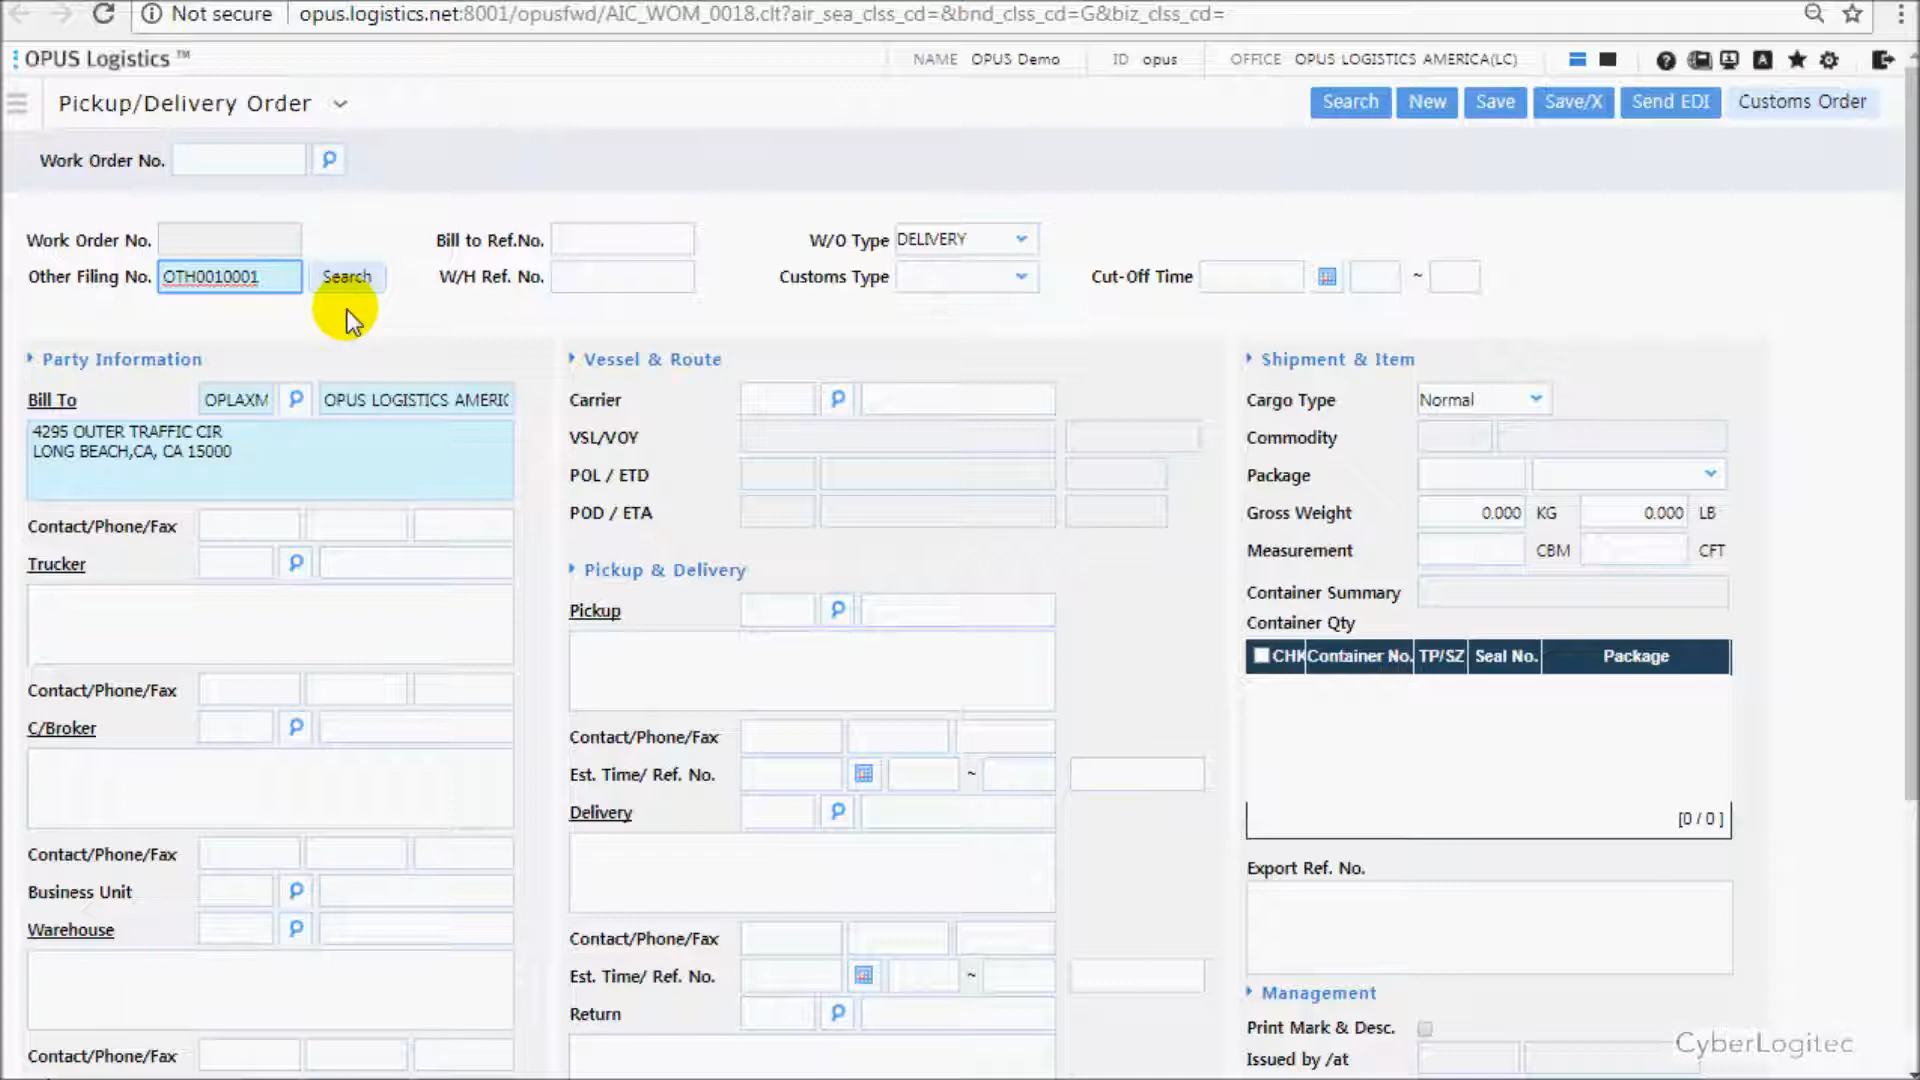 Not secure opus.logistics.net:8001/opusfwd/AIC_WOM_0018.clt?air_sea_clss_cd=&bnd_clss_cd=G&biz_clss_cd=
OPUS Logistics ™ NAME OPUS Demo ID opus OFFICE OPUS LOGISTICS AMERICA(LC)
Pickup/Delivery Order Search New Save Save/X Send EDI Customs Order
Work Order No.
Work Order No. Bill to Ref.No. W/O Type DELIVERY
Other Filing No. OTH0010001 Search W/H Ref. No. Customs Type Cut-Off Time ~
Party Information
Bill To OPLAXM OPUS LOGISTICS AMERIC
4295 OUTER TRAFFIC CIR
LONG BEACH,CA, CA 15000
Contact/Phone/Fax
Trucker
Contact/Phone/Fax
C/Broker
Contact/Phone/Fax
Business Unit
Warehouse
Contact/Phone/Fax
Vessel & Route
Carrier
VSL/VOY
POL / ETD
POD / ETA
Pickup & Delivery
Pickup
Contact/Phone/Fax
Est. Time/ Ref. No. ~
Delivery
Contact/Phone/Fax
Est. Time/ Ref. No. ~
Return
Shipment & Item
Cargo Type Normal
Commodity
Package
Gross Weight 0.000 KG 0.000 LB
Measurement CBM CFT
Container Summary
Container Qty
CHK Container No. TP/SZ Seal No. Package
[0 / 0 ]
Export Ref. No.
Management
Print Mark & Desc.
Issued by /at
CyberLogitec